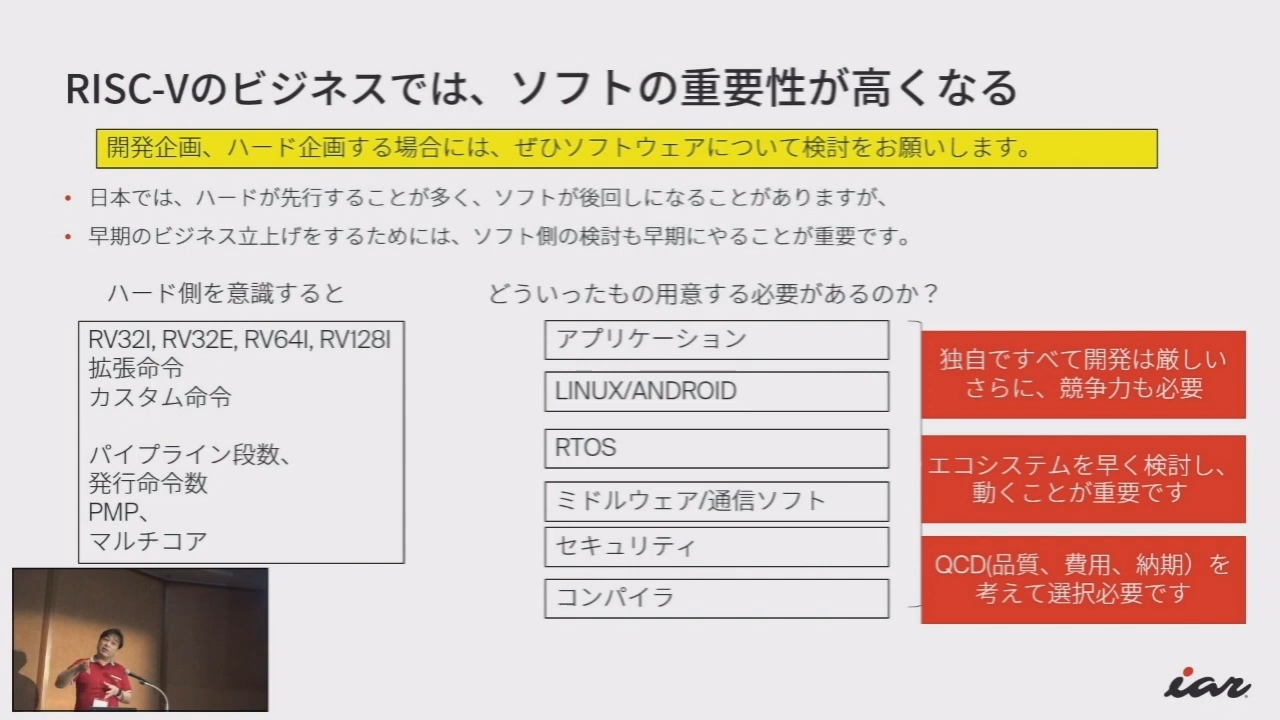 RISC-Vのビジネスでは、ソフトの重要性が高くなる
開発企画、ハード企画する場合には、ぜひソフトウェアについて検討をお願いします。
• 日本では、ハードが先行することが多く、ソフトが後回しになることがありますが、
• 早期のビジネス立上げをするためには、ソフト側の検討も早期にやることが重要です。
ハード側を意識すると
RV32I, RV32E, RV64I, RV128I
拡張命令
カスタム命令
パイプライン段数、
発行命令数
PMP、
マルチコア
どういったもの用意する必要があるのか？
アプリケーション
LINUX/ANDROID
RTOS
ミドルウェア/通信ソフト
セキュリティ
コンパイラ
独自ですべて開発は厳しい
さらに、競争力も必要
エコシステムを早く検討し、
動くことが重要です
QCD(品質、費用、納期）を
考えて選択必要です
iar